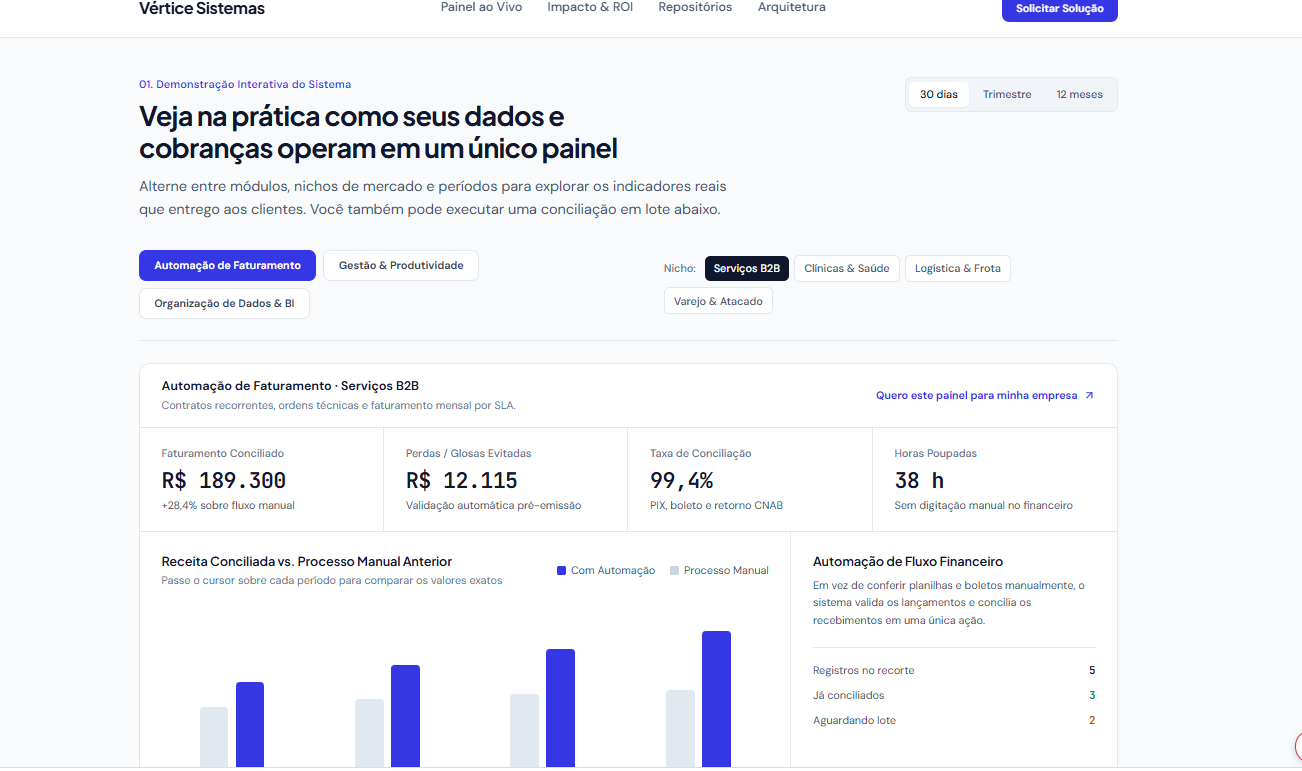 Vértice Sistemas
Painel ao Vivo
Impacto & ROI
Repositórios
Arquitetura
Solicitar Solução
01. Demonstração Interativa do Sistema
30 dias
Trimestre
12 meses
Veja na prática como seus dados e
cobranças operam em um único painel
Alterne entre módulos, nichos de mercado e períodos para explorar os indicadores reais
que entrego aos clientes. Você também pode executar uma conciliação em lote abaixo.
Automação de Faturamento
Gestão & Produtividade
Organização de Dados & BI
Nicho:
Serviços B2B
Clínicas & Saúde
Logística & Frota
Varejo & Atacado
Automação de Faturamento · Serviços B2B
Contratos recorrentes, ordens técnicas e faturamento mensal por SLA.
Quero este painel para minha empresa
Faturamento Conciliado
R$ 189.300
+28,4% sobre fluxo manual
Perdas / Glosas Evitadas
R$ 12.115
Validação automática pré-emissão
Taxa de Conciliação
99,4%
PIX, boleto e retorno CNAB
Horas Poupadas
38 h
Sem digitação manual no financeiro
Receita Conciliada vs. Processo Manual Anterior
Passe o cursor sobre cada período para comparar os valores exatos
Com Automação
Processo Manual
Automação de Fluxo Financeiro
Em vez de conferir planilhas e boletos manualmente, o
sistema valida os lançamentos e concilia os
recebimentos em uma única ação.
Registros no recorte 5
Já conciliados 3
Aguardando lote 2